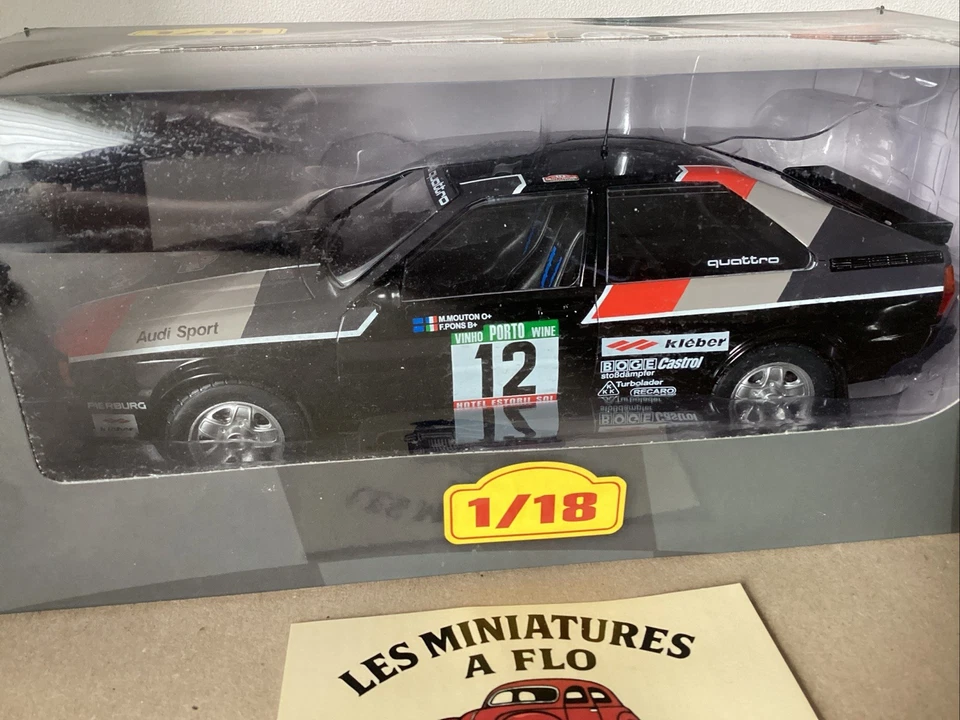 quattro
Audi Sport
quattro
M.MOUTON O+
F.PONS B+
VINHO PORTO WINE
12
HOTEL ESTORIL SOL
kléber
BOGE Castrol
stoßdämpfer
KKK Turbolader
RECARO
PIERBURG
1/18
LES MINIATURES
A FLO